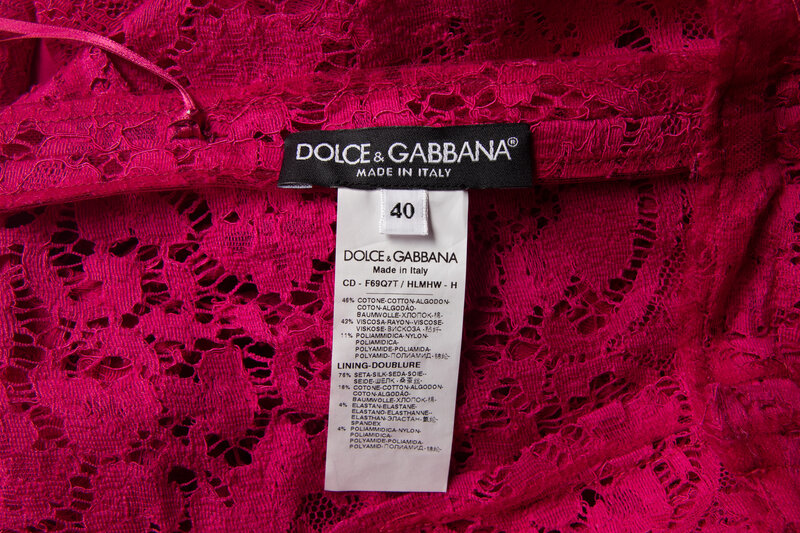 DOLCE & GABBANA®
MADE IN ITALY
40
DOLCE & GABBANA
Made in Italy
CD - F69Q7T / HLMHW - H
46% COTONE-COTTON-ALGODON-
COTON-ALGODÃO-
BAUMWOLLE-ХЛОПОК-棉-
43% VISCOSA-RAYON--VISCOSE-
VISKOSE-ВИСКОЗА
11% POLIAMMIDICA-NYLON-
POLIAMIDICA-
POLYAMIDE-POLIAMIDA-
POLYAMID-ПОЛИАМИД
LINING-DOUBLURE
SETA-SILK-SEDA-SOIE-
SEIDE-ШЕЛК
COTONE-COTTON-ALGODON
COTON-ALGODÃO-
BAUMWOLLE-ХЛОПОК-棉-
4% ELASTAN-ELASTANE-
ELASTANO-ELASTHANNE-
ELASTHAN-ЭЛАСТАН
SPANDEX
4% POLIAMMIDICA-NYLON-
POLIAMIDICA-
POLYAMIDE-POLIAMIDA-
POLYAMID-ПОЛИАМИД